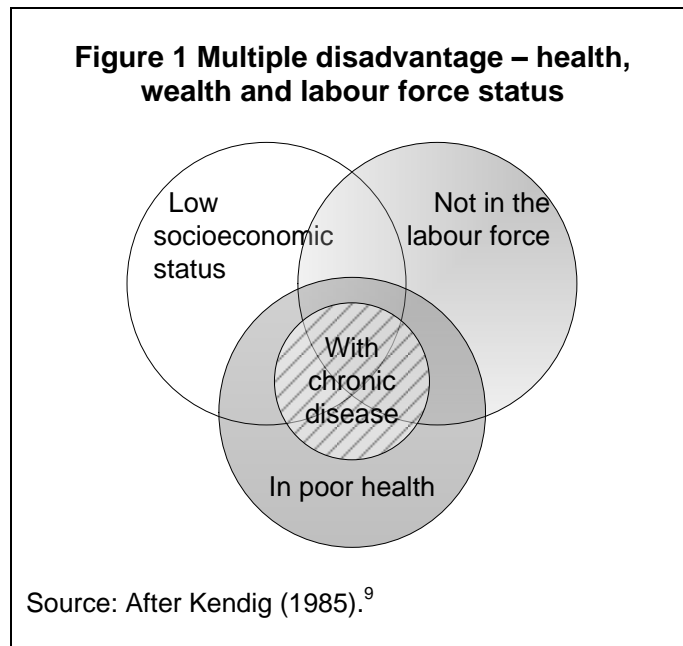 Figure 1 Multiple disadvantage – health,
wealth and labour force status
Low
socioeconomic
status
Not in the
labour force
With
chronic
disease
In poor health
Source: After Kendig (1985).⁹